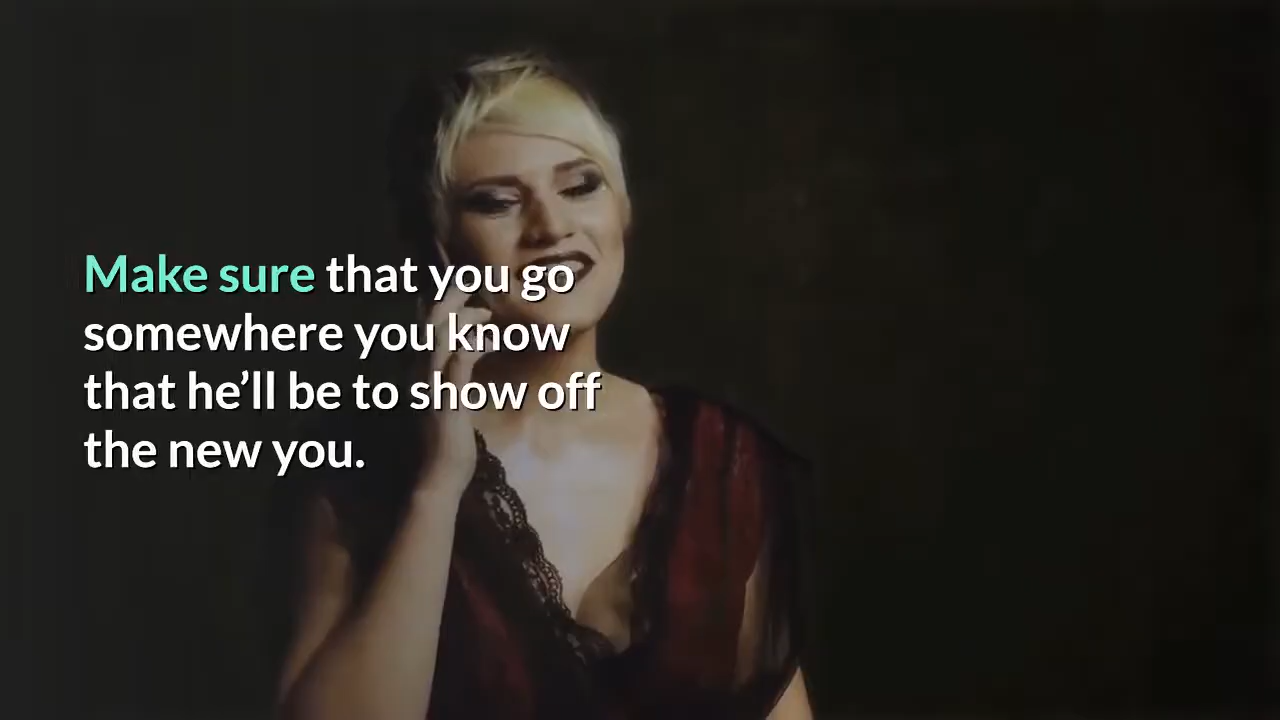 Make sure that you go
somewhere you know
that he’ll be to show off
the new you.